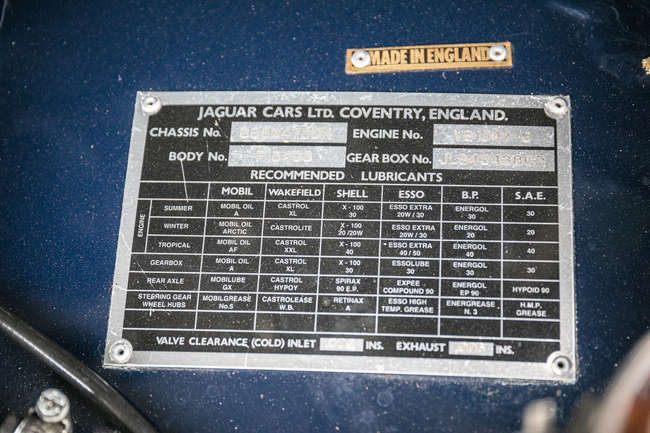 MADE IN ENGLAND
JAGUAR CARS LTD. COVENTRY, ENGLAND.
CHASSIS No. ENGINE No.
BODY No. GEAR BOX No.
RECOMMENDED LUBRICANTS
MOBIL WAKEFIELD SHELL ESSO B.P. S.A.E.
ENGINE
SUMMER MOBIL OIL A CASTROL XL X - 100 30 ESSO EXTRA 20W / 30 ENERGOL 30 30
WINTER MOBIL OIL ARCTIC CASTROLITE X - 100 20/20W ESSO EXTRA 20W / 30 ENERGOL 20 20
TROPICAL MOBIL OIL AF CASTROL XXL X - 100 40 ESSO EXTRA 40 / 50 ENERGOL 40 40
GEARBOX MOBIL OIL A CASTROL XL X - 100 30 ESSOLUBE 30 ENERGOL 30 30
REAR AXLE MOBILUBE GX CASTROL HYPOY SPIRAX 90 E.P. EXPEE COMPOUND 90 ENERGOL EP 90 HYPOID 90
STEERING GEAR WHEEL HUBS MOBILGREASE No.5 CASTROLEASE W.B. RETINAX A ESSO HIGH TEMP. GREASE ENERGREASE N. 3 H.M.P. GREASE
VALVE CLEARANCE (COLD) INLET INS. EXHAUST INS.